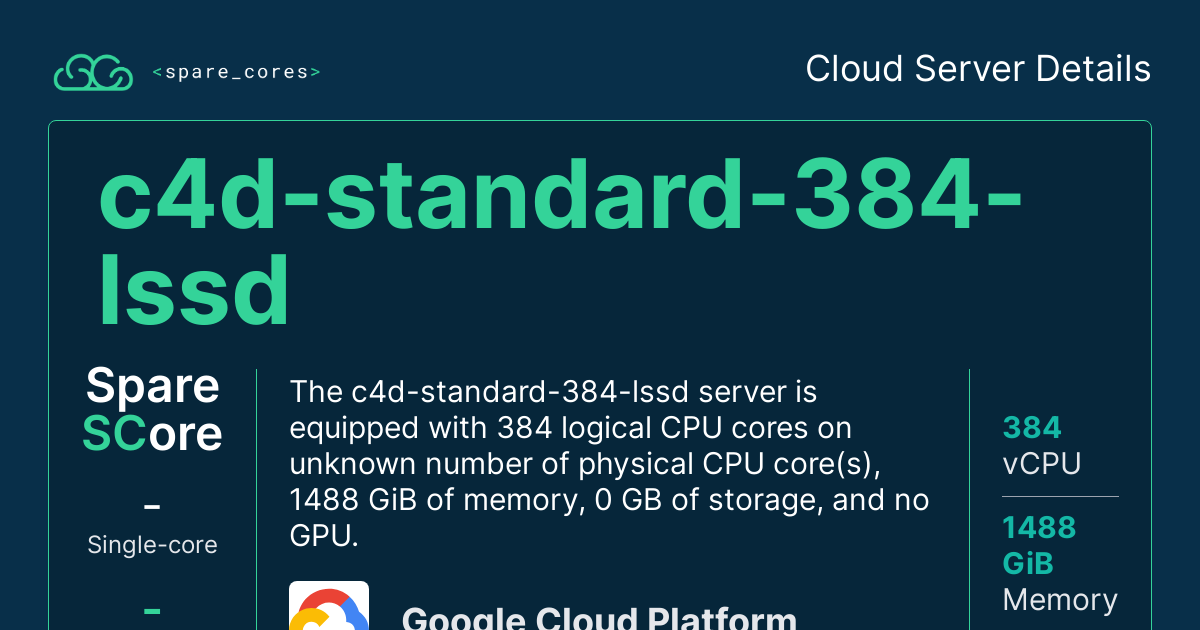 <spare_cores>
Cloud Server Details
c4d-standard-384-
lssd
Spare
SCore
-
Single-core
-
The c4d-standard-384-lssd server is
equipped with 384 logical CPU cores on
unknown number of physical CPU core(s),
1488 GiB of memory, 0 GB of storage, and no
GPU.
Google Cloud Platform
384
vCPU
1488
GiB
Memory